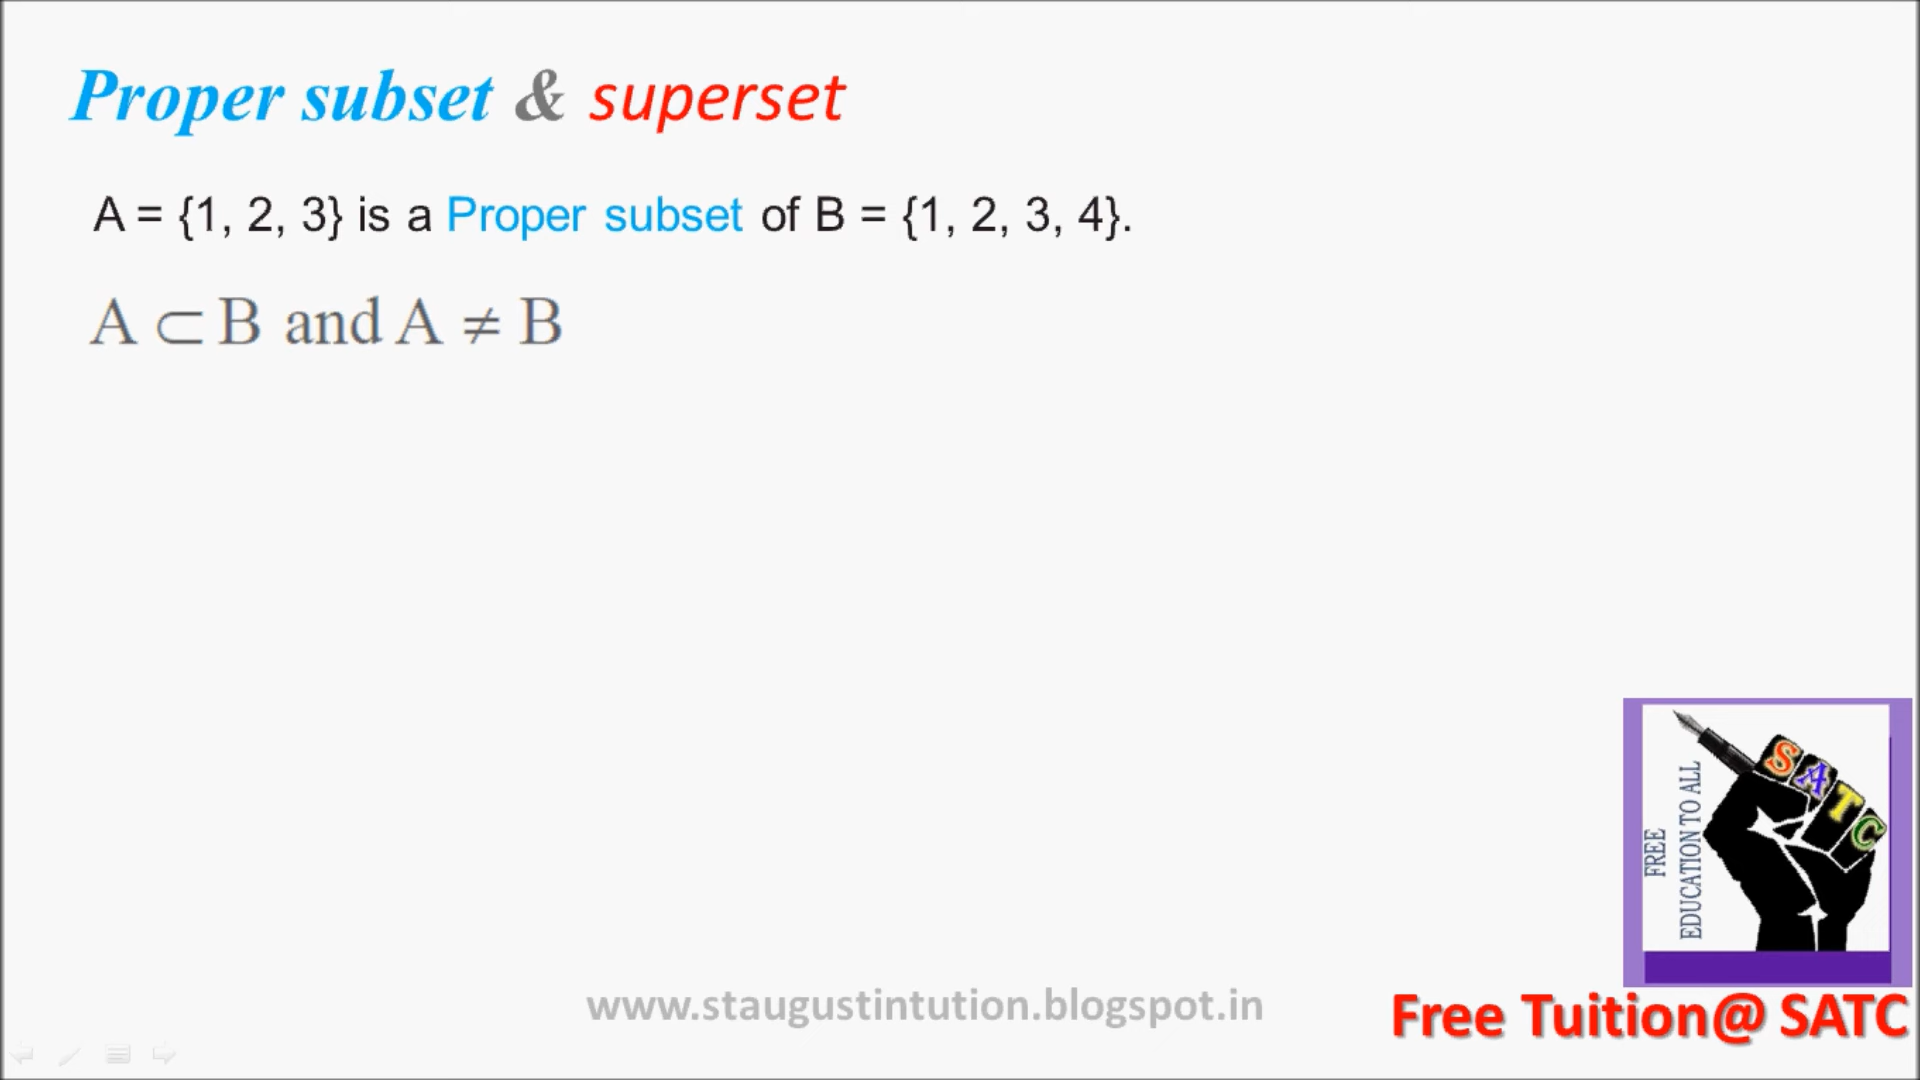 Proper subset & superset
A = {1, 2, 3} is a Proper subset of B = {1, 2, 3, 4}.
A ⊂ B and A ≠ B
SATC
FREE
EDUCATION TO ALL
www.staugustintution.blogspot.in
Free Tuition@ SATC